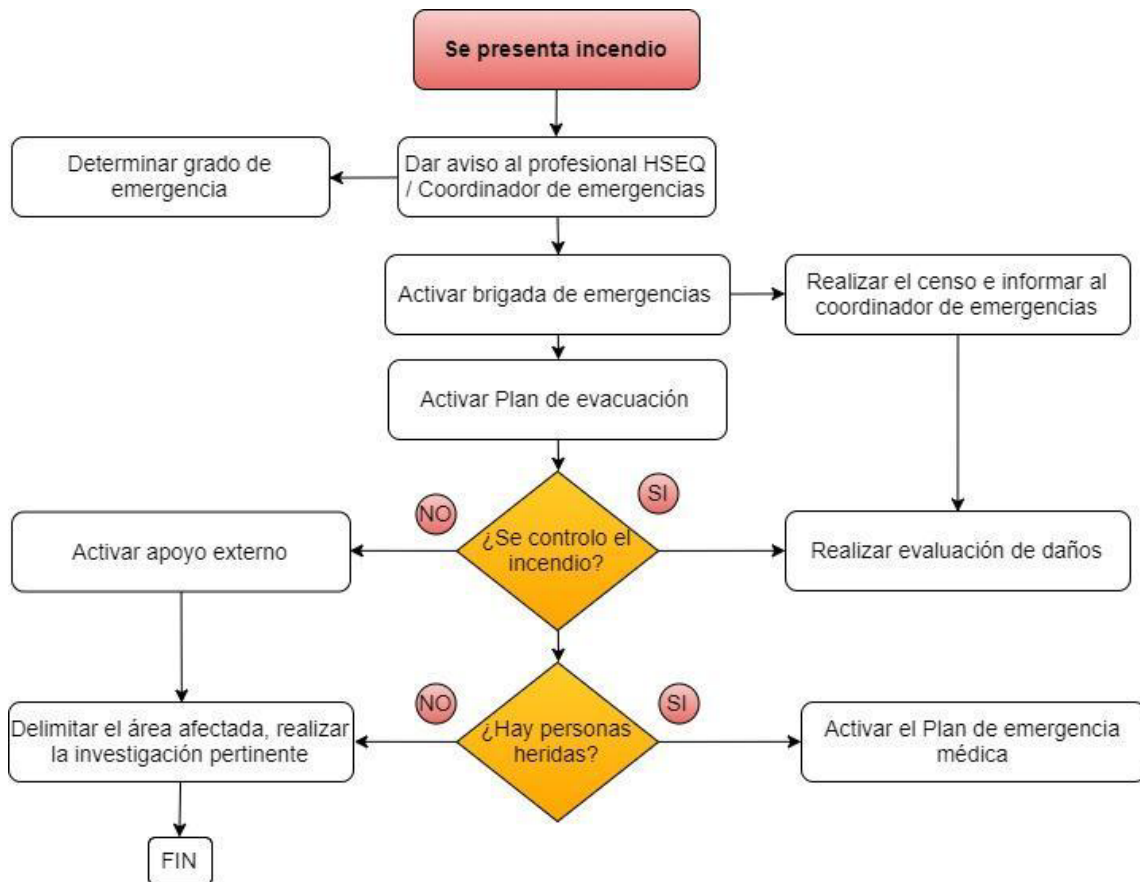 Se presenta incendio
Determinar grado de
emergencia
Dar aviso al profesional HSEQ
/ Coordinador de emergencias
Activar brigada de emergencias
Realizar el censo e informar al
coordinador de emergencias
Activar Plan de evacuación
NO
SI
Activar apoyo externo
¿Se controlo el
incendio?
Realizar evaluación de daños
NO
SI
Delimitar el área afectada, realizar
la investigación pertinente
¿Hay personas
heridas?
Activar el Plan de emergencia
médica
FIN